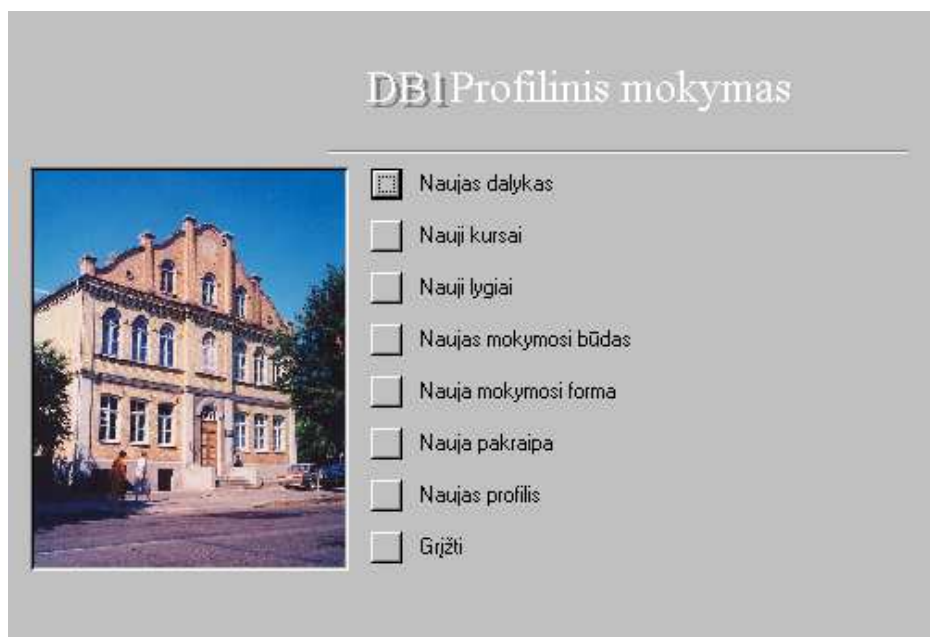 DB1Profilinis mokymas
Naujas dalykas
Nauji kursai
Nauji lygiai
Naujas mokymosi būdas
Nauja mokymosi forma
Nauja pakraipa
Naujas profilis
Grįžti